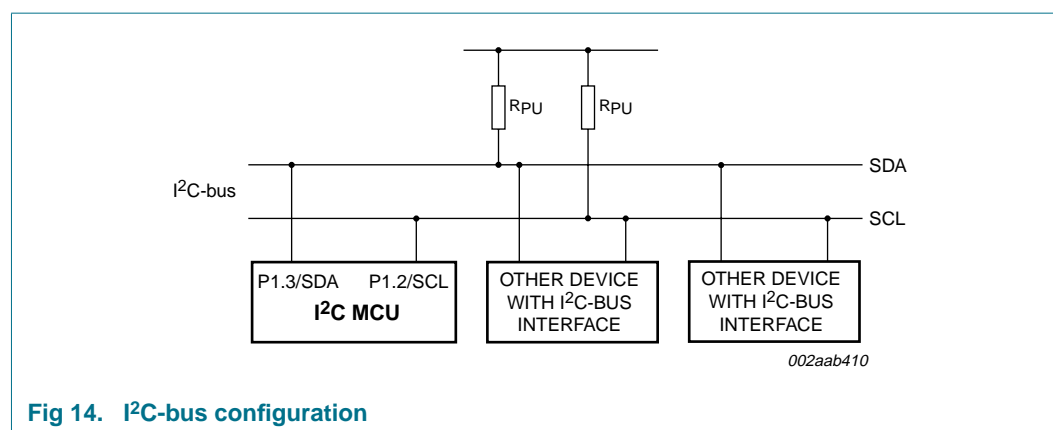 RPU
RPU
SDA
I2C-bus
SCL
P1.3/SDA
P1.2/SCL
I2C MCU
OTHER DEVICE
WITH I2C-BUS
INTERFACE
OTHER DEVICE
WITH I2C-BUS
INTERFACE
002aab410
Fig 14. I2C-bus configuration